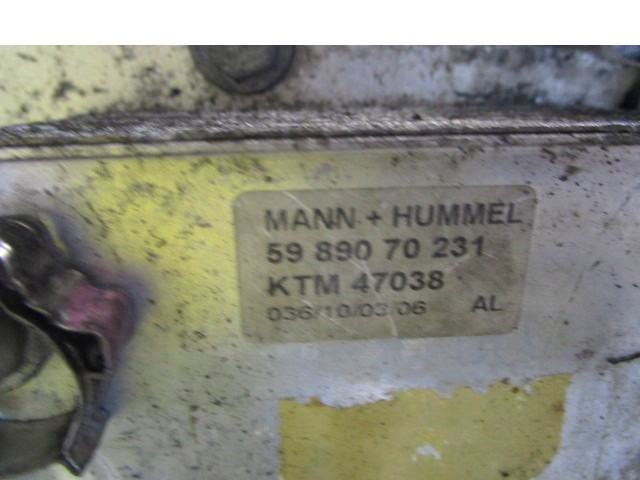 MANN + HUMMEL
59 890 70 231
KTM 47038
036/10/03/06 AL